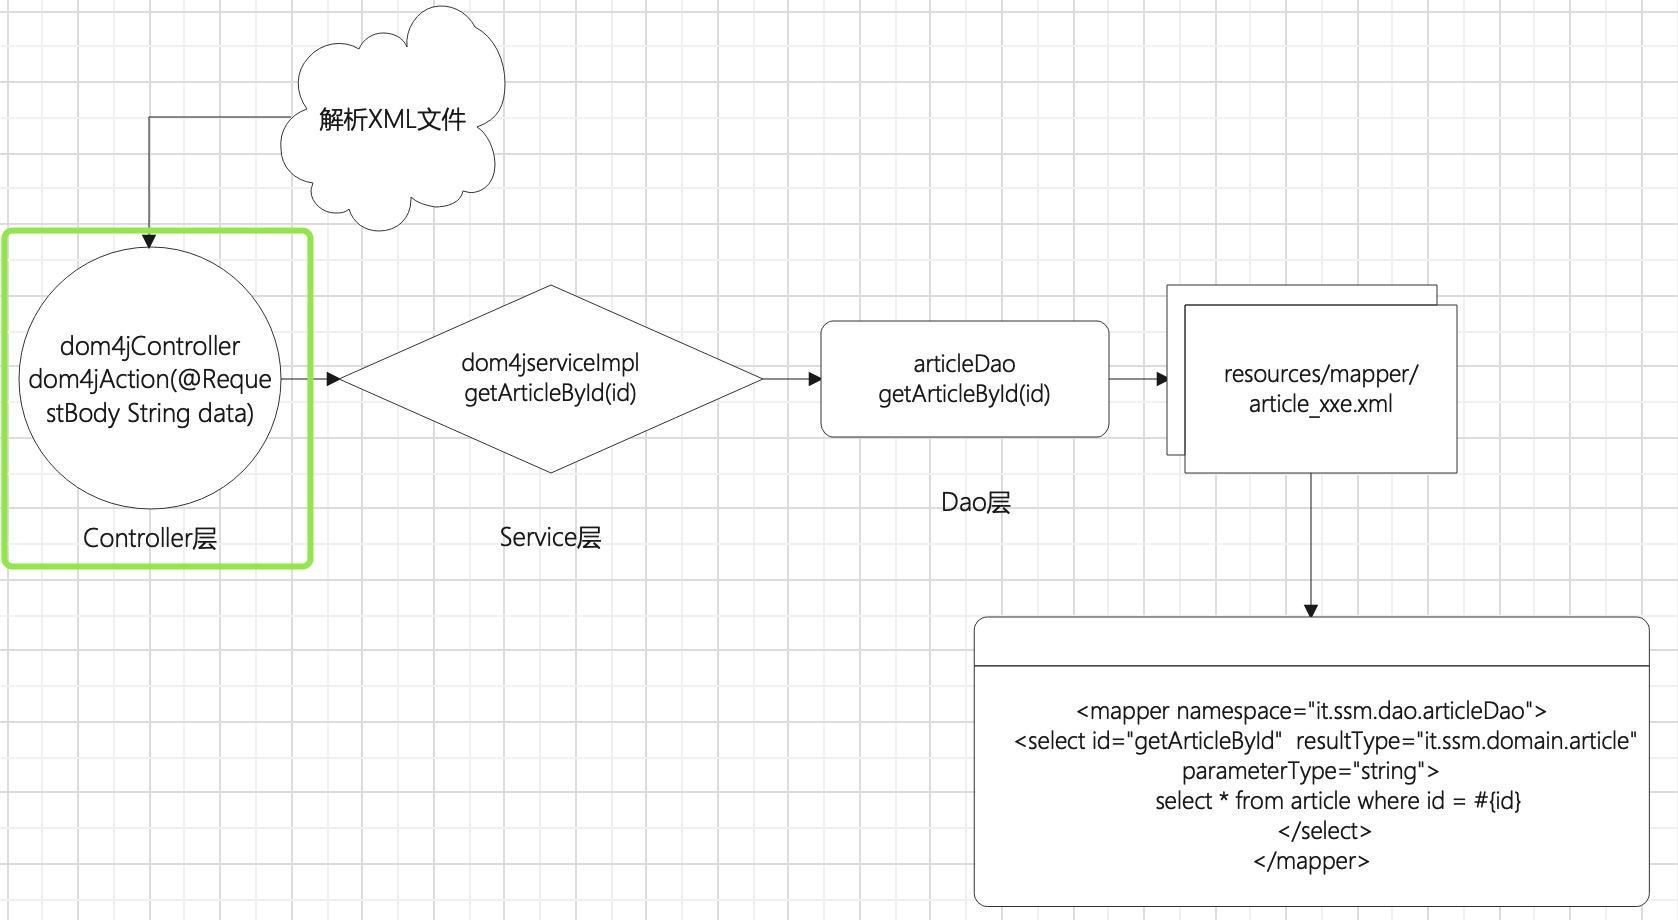 解析XML文件
dom4jController
dom4jAction(@Reque
stBody String data)
Controller层
dom4jserviceImpl
getArticleById(id)
Service层
articleDao
getArticleById(id)
Dao层
resources/mapper/
article_xxe.xml
<mapper namespace="it.ssm.dao.articleDao">
<select id="getArticleById"  resultType="it.ssm.domain.article"
parameterType="string">
select * from article where id = #{id}
</select>
</mapper>